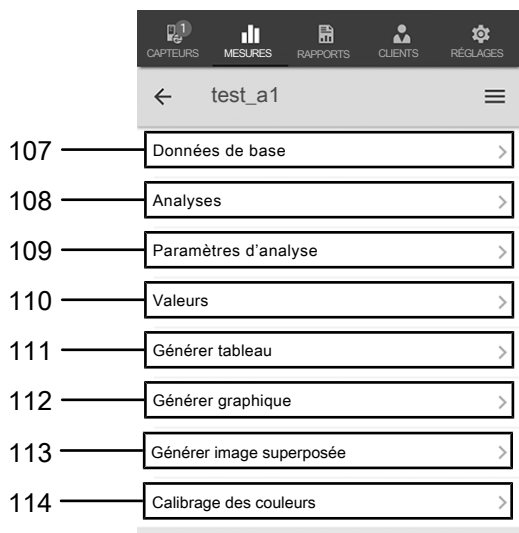 1
CAPTEURS MESURES RAPPORTS CLIENTS RÉGLAGES
test_a1
107 Données de base
108 Analyses
109 Paramètres d'analyse
110 Valeurs
111 Générer tableau
112 Générer graphique
113 Générer image superposée
114 Calibrage des couleurs